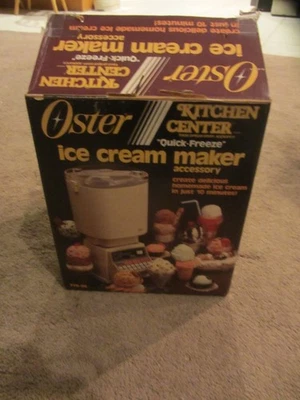 create delicious
homemade ice cream
in just 10 minutes!
Oster
KITCHEN
CENTER
"Quick-Freeze"
ice cream maker
accessory
Oster
KITCHEN
CENTER
"Quick-Freeze"
ice cream maker
accessory
create delicious
homemade ice cream
in just 10 minutes!